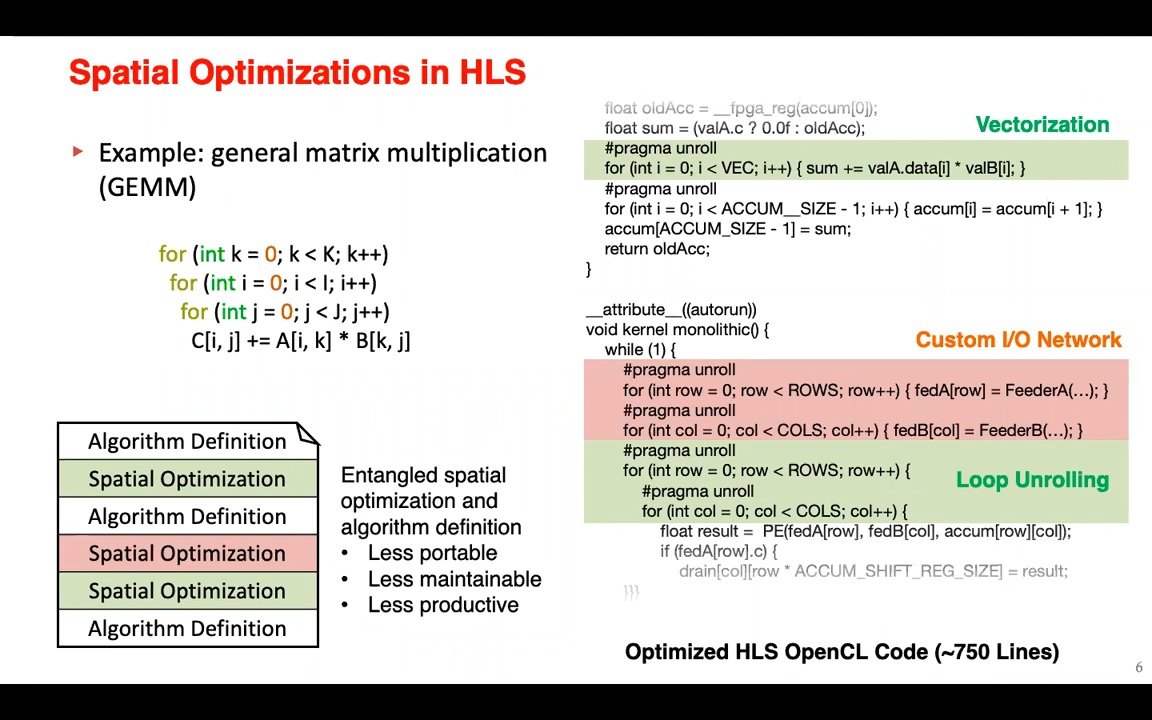 Spatial Optimizations in HLS
Example: general matrix multiplication
(GEMM)
for (int k = 0; k < K; k++)
for (int i = 0; i < I; i++)
for (int j = 0; j < J; j++)
C[i, j] += A[i, k] * B[k, j]
Algorithm Definition
Spatial Optimization
Algorithm Definition
Spatial Optimization
Spatial Optimization
Algorithm Definition
Entangled spatial
optimization and
algorithm definition
• Less portable
• Less maintainable
• Less productive
float oldAcc = __fpga_reg(accum[0]);
float sum = (valA.c ? 0.0f : oldAcc);
Vectorization
#pragma unroll
for (int i = 0; i < VEC; i++) { sum += valA.data[i] * valB[i]; }
#pragma unroll
for (int i = 0; i < ACCUM__SIZE - 1; i++) { accum[i] = accum[i + 1]; }
accum[ACCUM_SIZE - 1] = sum;
return oldAcc;
}
__attribute__((autorun))
void kernel monolithic() {
Custom I/O Network
while (1) {
#pragma unroll
for (int row = 0; row < ROWS; row++) { fedA[row] = FeederA(…); }
#pragma unroll
for (int col = 0; col < COLS; col++) { fedB[col] = FeederB(…); }
#pragma unroll
for (int row = 0; row < ROWS; row++) {
Loop Unrolling
#pragma unroll
for (int col = 0; col < COLS; col++) {
float result = PE(fedA[row], fedB[col], accum[row][col]);
if (fedA[row].c) {
drain[col][row * ACCUM_SHIFT_REG_SIZE] = result;
}}}
Optimized HLS OpenCL Code (~750 Lines)
6